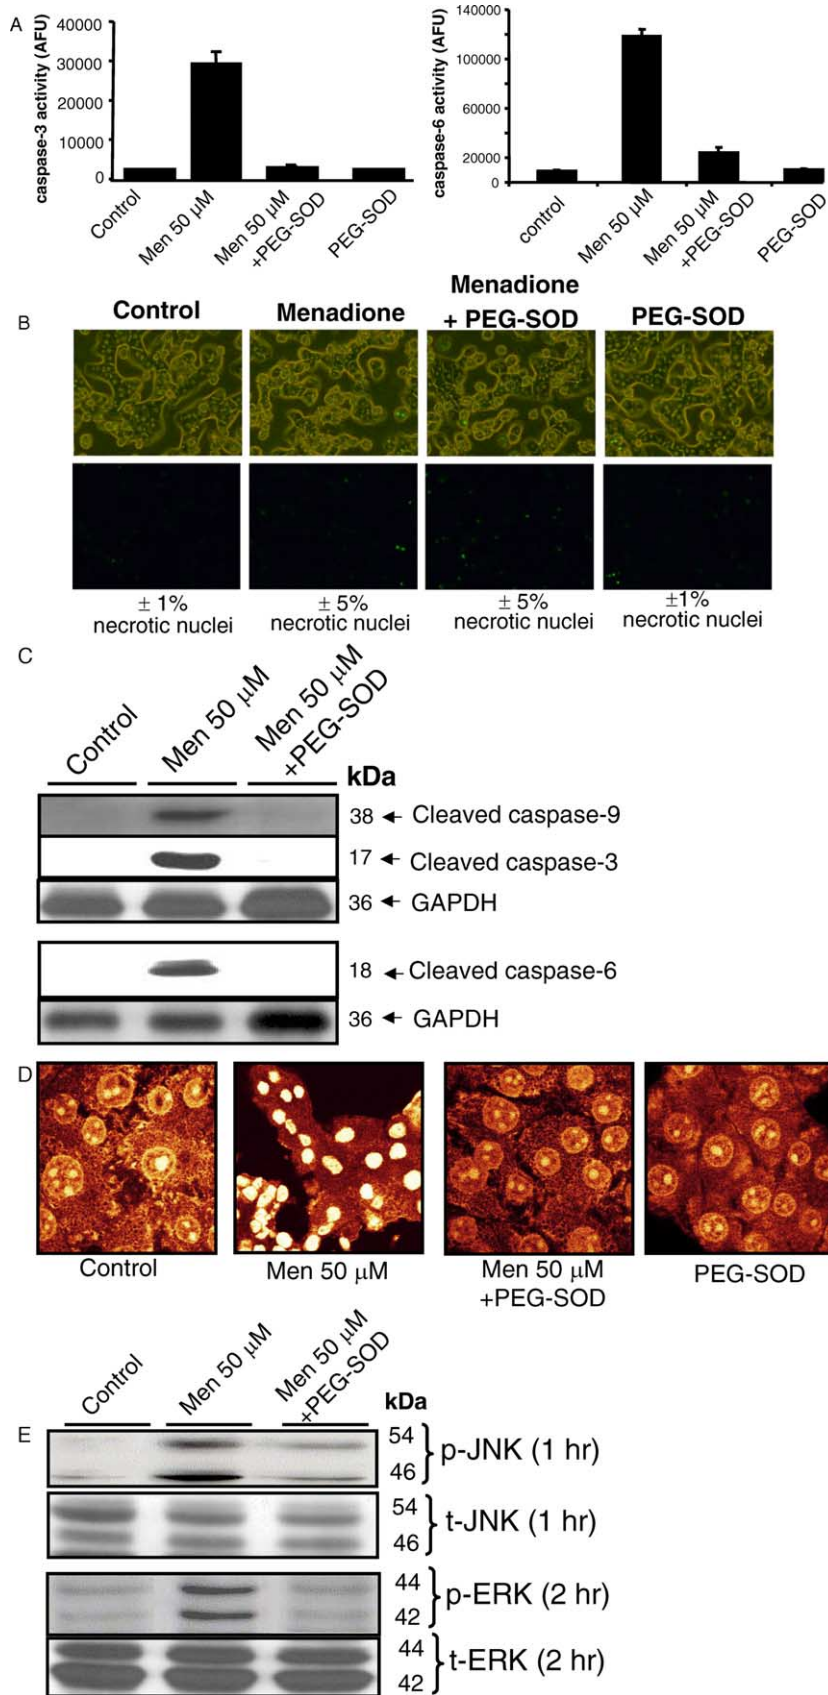 A
caspase-3 activity (AFU)
40000
30000
20000
10000
0
Control
Men 50 μM
Men 50 μM
+PEG-SOD
PEG-SOD
caspase-6 activity (AFU)
140000
100000
60000
20000
0
control
Men 50 μM
Men 50 μM
+PEG-SOD
PEG-SOD
B
Control
Menadione
Menadione
+ PEG-SOD
PEG-SOD
± 1%
necrotic nuclei
± 5%
necrotic nuclei
± 5%
necrotic nuclei
±1%
necrotic nuclei
C
Control
Men 50 μM
Men 50 μM
+PEG-SOD
kDa
38 Cleaved caspase-9
17 Cleaved caspase-3
36 GAPDH
18 Cleaved caspase-6
36 GAPDH
D
Control
Men 50 μM
Men 50 μM
+PEG-SOD
PEG-SOD
E
Control
Men 50 μM
Men 50 μM
+PEG-SOD
kDa
54
46
p-JNK (1 hr)
54
46
t-JNK (1 hr)
44
42
p-ERK (2 hr)
44
42
t-ERK (2 hr)